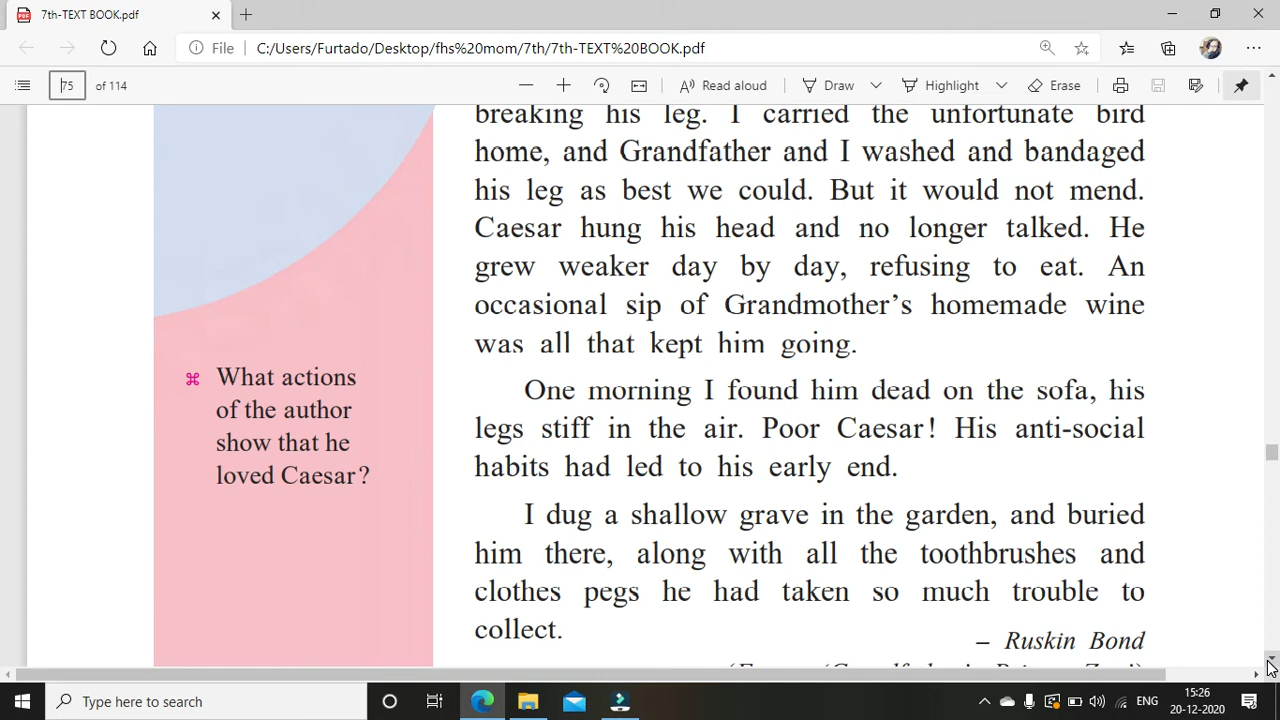 7th-TEXT BOOK.pdf
File
C:/Users/Furtado/Desktop/fhs%20mom/7th/7th-TEXT%20BOOK.pdf
75 of 114
Read aloud
Draw
Highlight
Erase
breaking his leg. I carried the unfortunate bird
home, and Grandfather and I washed and bandaged
his leg as best we could. But it would not mend.
Caesar hung his head and no longer talked. He
grew weaker day by day, refusing to eat. An
occasional sip of Grandmother's homemade wine
was all that kept him going.
What actions
of the author
show that he
loved Caesar?
One morning I found him dead on the sofa, his
legs stiff in the air. Poor Caesar! His anti-social
habits had led to his early end.
I dug a shallow grave in the garden, and buried
him there, along with all the toothbrushes and
clothes pegs he had taken so much trouble to
collect.
– Ruskin Bond
Type here to search
ENG
15:26
20-12-2020